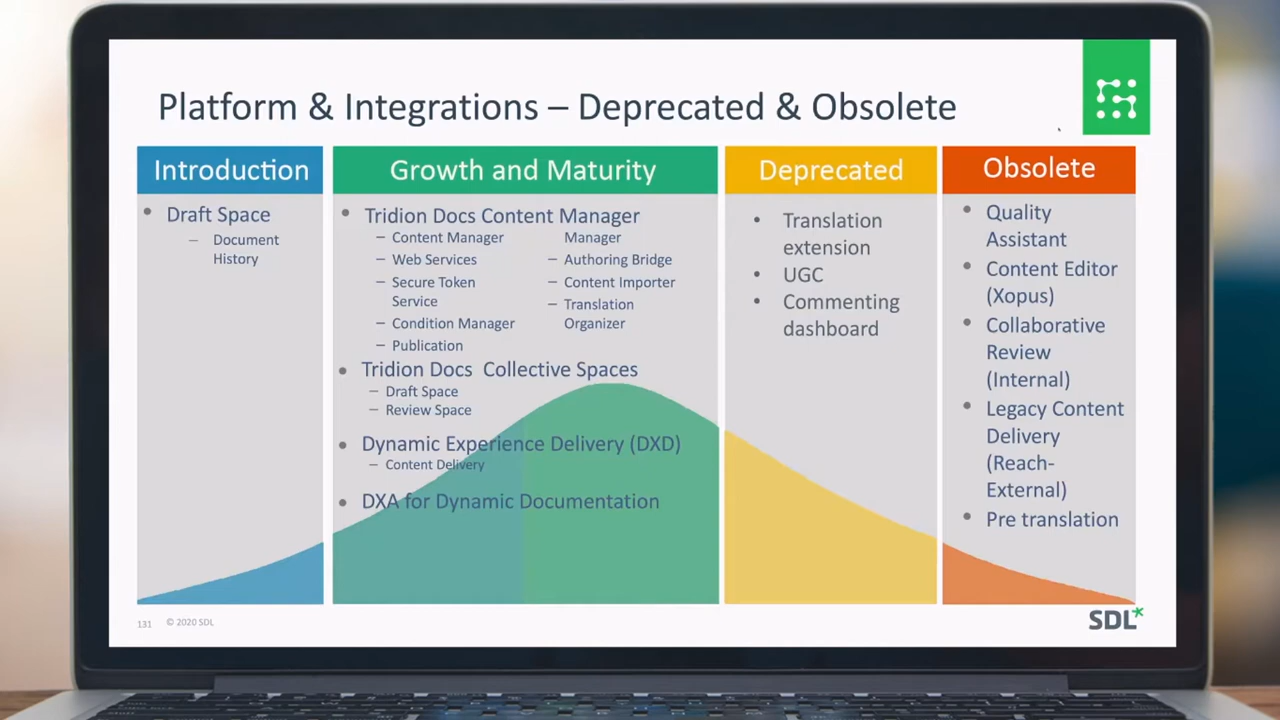 Platform & Integrations – Deprecated & Obsolete
Introduction
• Draft Space
– Document
History
Growth and Maturity
• Tridion Docs Content Manager
– Content Manager
– Web Services
– Secure Token
Service
– Condition Manager
– Publication
Manager
– Authoring Bridge
– Content Importer
– Translation
Organizer
• Tridion Docs Collective Spaces
– Draft Space
– Review Space
• Dynamic Experience Delivery (DXD)
– Content Delivery
• DXA for Dynamic Documentation
Deprecated
• Translation
extension
• UGC
• Commenting
dashboard
Obsolete
• Quality
Assistant
• Content Editor
(Xopus)
• Collaborative
Review
(Internal)
• Legacy Content
Delivery
(Reach-
External)
• Pre translation
131 © 2020 SDL
SDL*